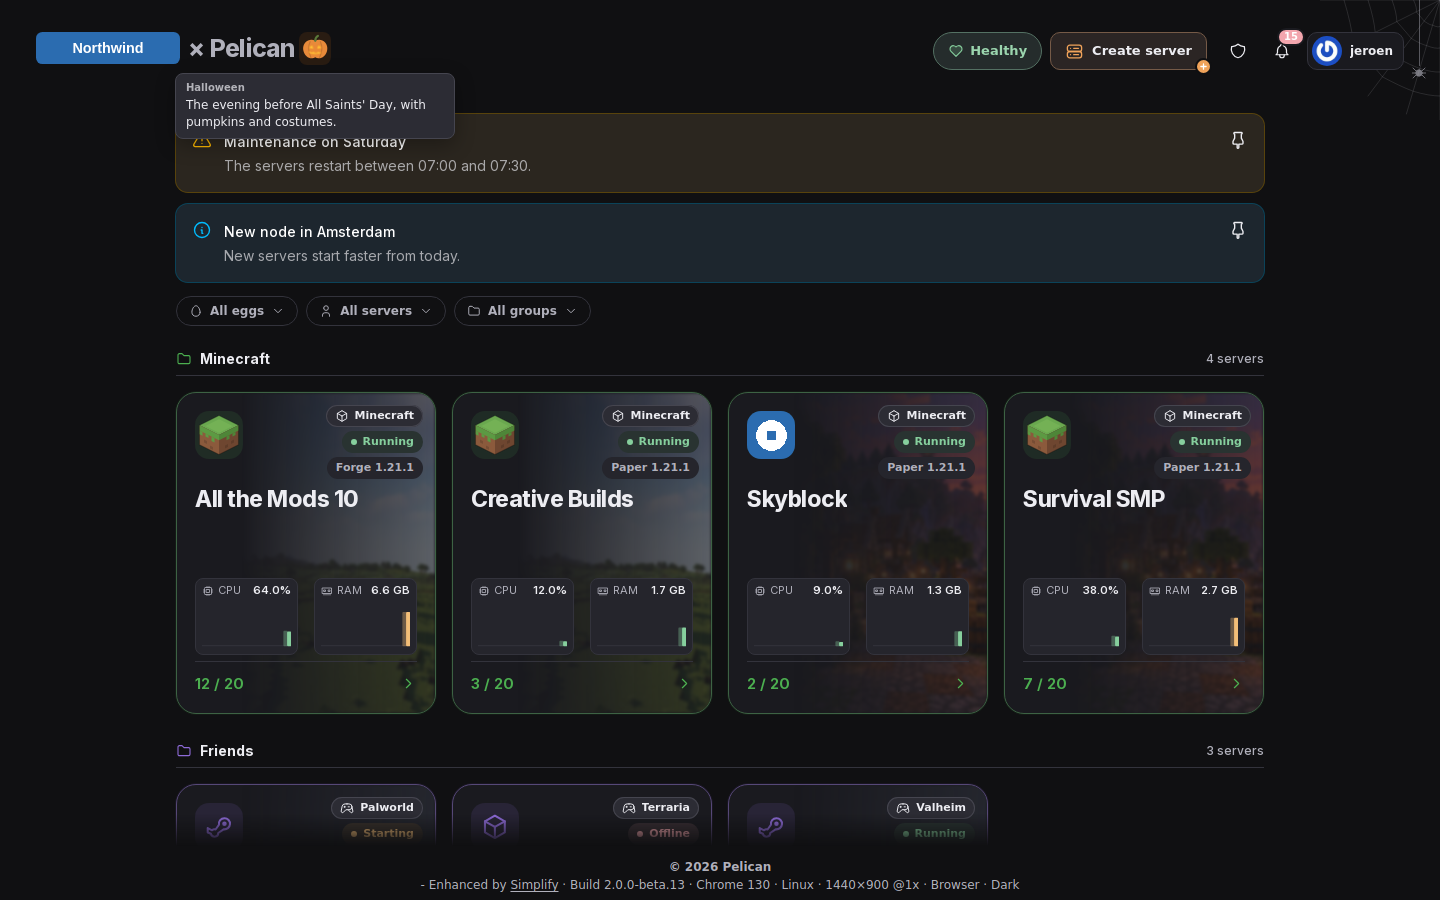 Northwind × Pelican
Healthy
Create server
15
jeroen
Halloween
The evening before All Saints' Day, with
pumpkins and costumes.
Maintenance on Saturday
The servers restart between 07:00 and 07:30.
New node in Amsterdam
New servers start faster from today.
All eggs
All servers
All groups
Minecraft
4 servers
Minecraft
Running
Forge 1.21.1
All the Mods 10
CPU 64.0%
RAM 6.6 GB
12 / 20
Minecraft
Running
Paper 1.21.1
Creative Builds
CPU 12.0%
RAM 1.7 GB
3 / 20
Minecraft
Running
Paper 1.21.1
Skyblock
CPU 9.0%
RAM 1.3 GB
2 / 20
Minecraft
Running
Paper 1.21.1
Survival SMP
CPU 38.0%
RAM 2.7 GB
7 / 20
Friends
3 servers
Palworld
Starting
Terraria
Offline
Valheim
Running
© 2026 Pelican
- Enhanced by Simplify · Build 2.0.0-beta.13 · Chrome 130 · Linux · 1440×900 @1x · Browser · Dark